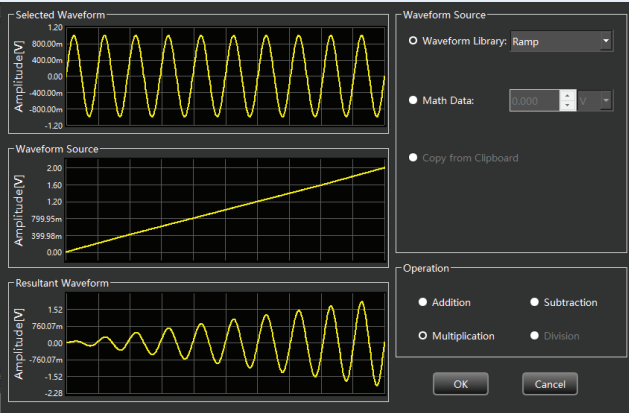 Selected Waveform
Amplitude[V]
1.20
800.00m
400.00m
0.00
-400.00m
-800.00m
-1.20
Waveform Source
Amplitude[V]
2.00
1.60
1.20
799.95m
399.98m
0.00
Resultant Waveform
Amplitude[V]
1.52
760.07m
0.00
-760.07m
-1.52
-2.28
Waveform Source
Waveform Library: Ramp
Math Data: 0.000 V
Copy from Clipboard
Operation
Addition Subtraction
Multiplication Division
OK Cancel